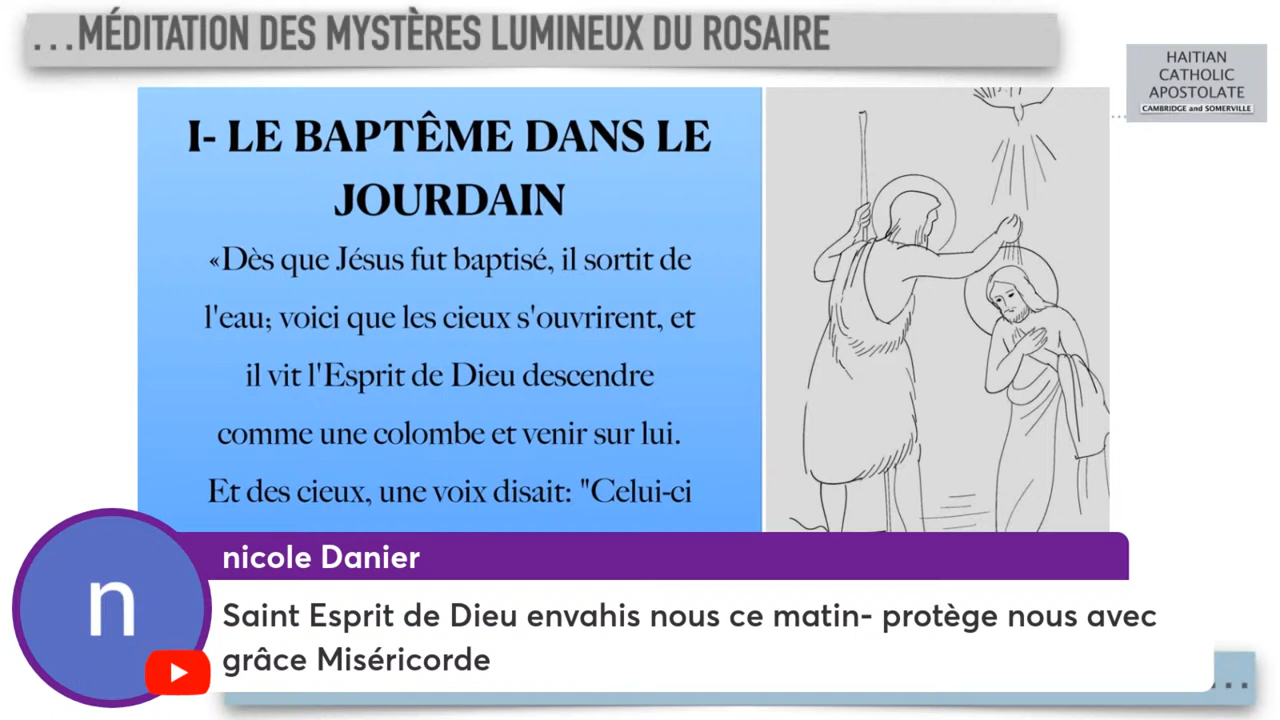 ...MÉDITATION DES MYSTÈRES LUMINEUX DU ROSAIRE
HAITIAN
CATHOLIC
APOSTOLATE
CAMBRIDGE and SOMERVILLE
I- LE BAPTÊME DANS LE
JOURDAIN
«Dès que Jésus fut baptisé, il sortit de
l'eau; voici que les cieux s'ouvrirent, et
il vit l'Esprit de Dieu descendre
comme une colombe et venir sur lui.
Et des cieux, une voix disait: "Celui-ci
n
nicole Danier
Saint Esprit de Dieu envahis nous ce matin- protège nous avec
grâce Miséricorde